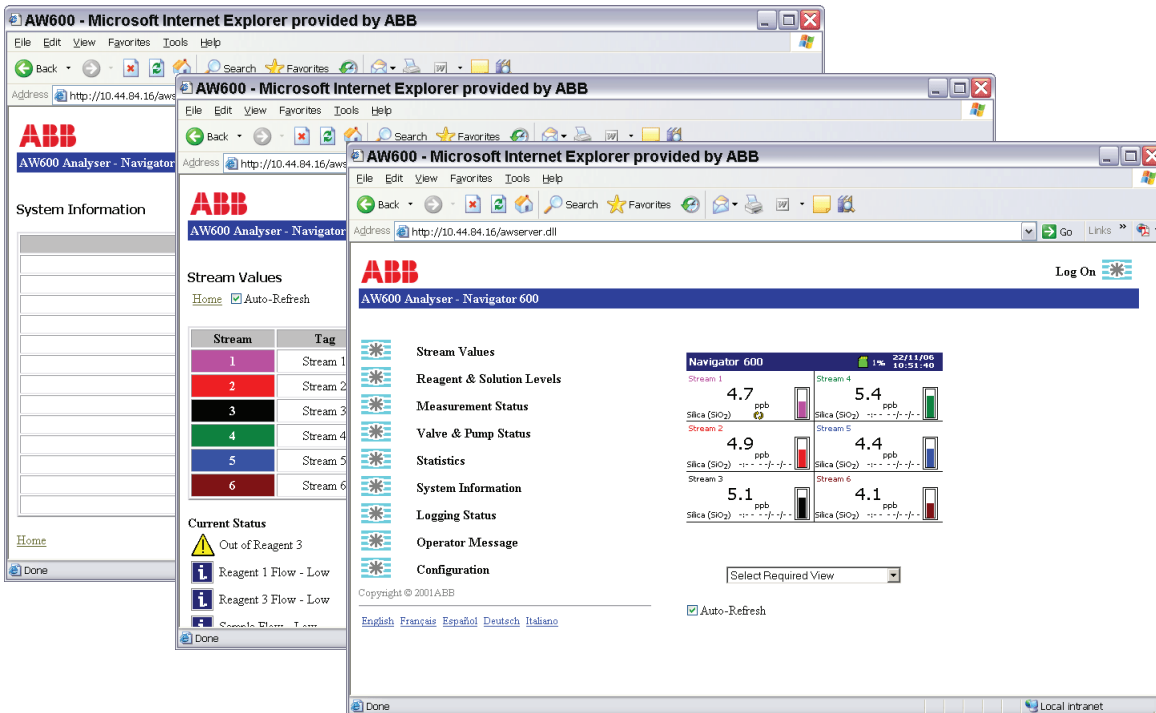 AW600 - Microsoft Internet Explorer provided by ABB
File Edit View Favorites Tools Help
Back Search Favorites
Address http://10.44.84.16/aws
ABB
AW600 Analyser - Navigator
System Information
Home
Done
AW600 - Microsoft Internet Explorer provided by ABB
File Edit View Favorites Tools Help
Back Search Favorites
Address http://10.44.84.16/aws
ABB
AW600 Analyser - Navigator
Stream Values
Home Auto-Refresh
Stream Tag
1 Stream 1
2 Stream 2
3 Stream 3
4 Stream 4
5 Stream 5
6 Stream 6
Current Status
Out of Reagent 3
Reagent 1 Flow - Low
Reagent 3 Flow - Low
Sample Flow - Low
Done
AW600 - Microsoft Internet Explorer provided by ABB
File Edit View Favorites Tools Help
Back Search Favorites
Address http://10.44.84.16/awserver.dll Go Links »
ABB
Log On
AW600 Analyser - Navigator 600
Stream Values
Reagent & Solution Levels
Measurement Status
Valve & Pump Status
Statistics
System Information
Logging Status
Operator Message
Configuration
Copyright © 2001ABB
English Français Español Deutsch Italiano
Navigator 600 1% 22/11/06 10:51:40
Stream 1 Stream 4
4.7 ppb 5.4 ppb
Silica (SiO₂) Silica (SiO₂) -:-- --/--/--
Stream 2 Stream 5
4.9 ppb 4.4 ppb
Silica (SiO₂) -:-- --/--/-- Silica (SiO₂) -:-- --/--/--
Stream 3 Stream 6
5.1 ppb 4.1 ppb
Silica (SiO₂) -:-- --/--/-- Silica (SiO₂) -:-- --/--/--
Select Required View
Auto-Refresh
Done Local intranet